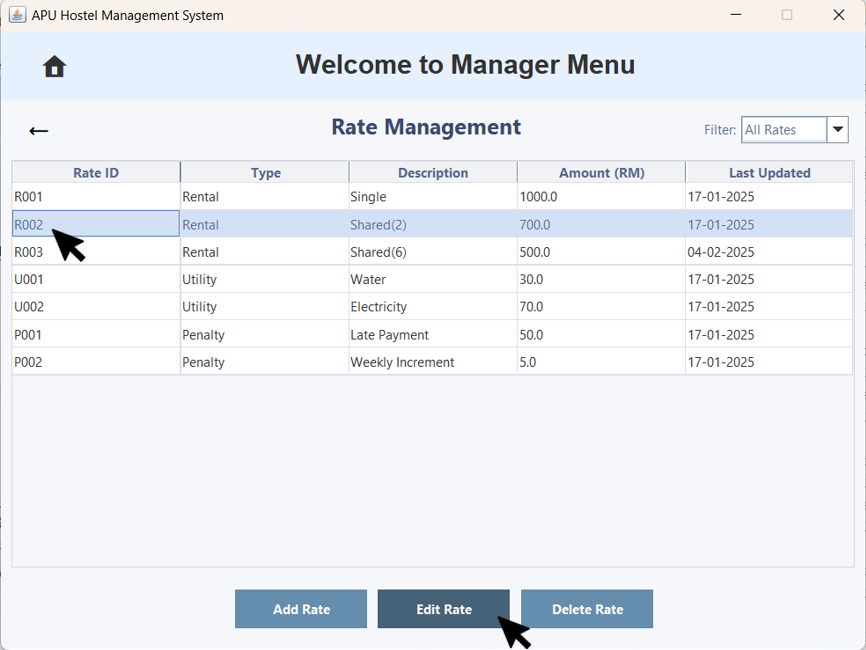 APU Hostel Management System
Welcome to Manager Menu
Rate Management
Filter: All Rates
Rate ID Type Description Amount (RM) Last Updated
R001 Rental Single 1000.0 17-01-2025
R002 Rental Shared(2) 700.0 17-01-2025
R003 Rental Shared(6) 500.0 04-02-2025
U001 Utility Water 30.0 17-01-2025
U002 Utility Electricity 70.0 17-01-2025
P001 Penalty Late Payment 50.0 17-01-2025
P002 Penalty Weekly Increment 5.0 17-01-2025
Add Rate Edit Rate Delete Rate